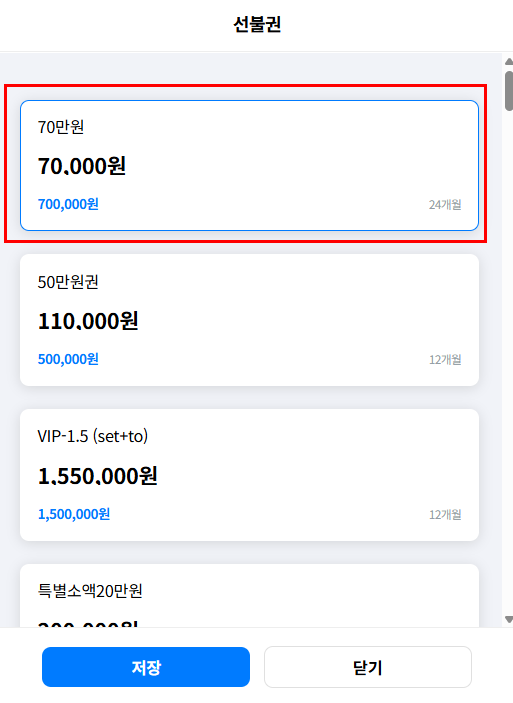 선불권
70만원
70,000원
700,000원 24개월
50만원권
110,000원
500,000원 12개월
VIP-1.5 (set+to)
1,550,000원
1,500,000원 12개월
특별소액20만원
저장 닫기